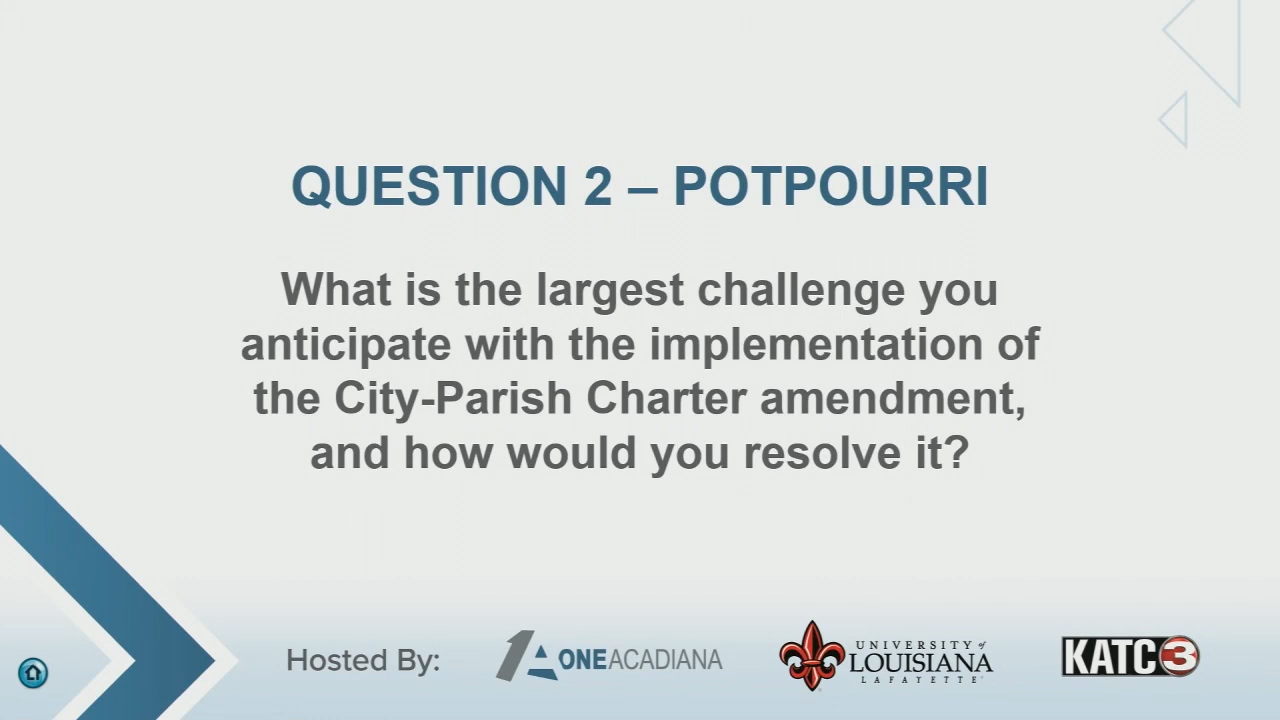 QUESTION 2 – POTPOURRI
What is the largest challenge you
anticipate with the implementation of
the City-Parish Charter amendment,
and how would you resolve it?
Hosted By:
1A ONEACADIANA
UNIVERSITY of
LOUISIANA
LAFAYETTE
KATC3